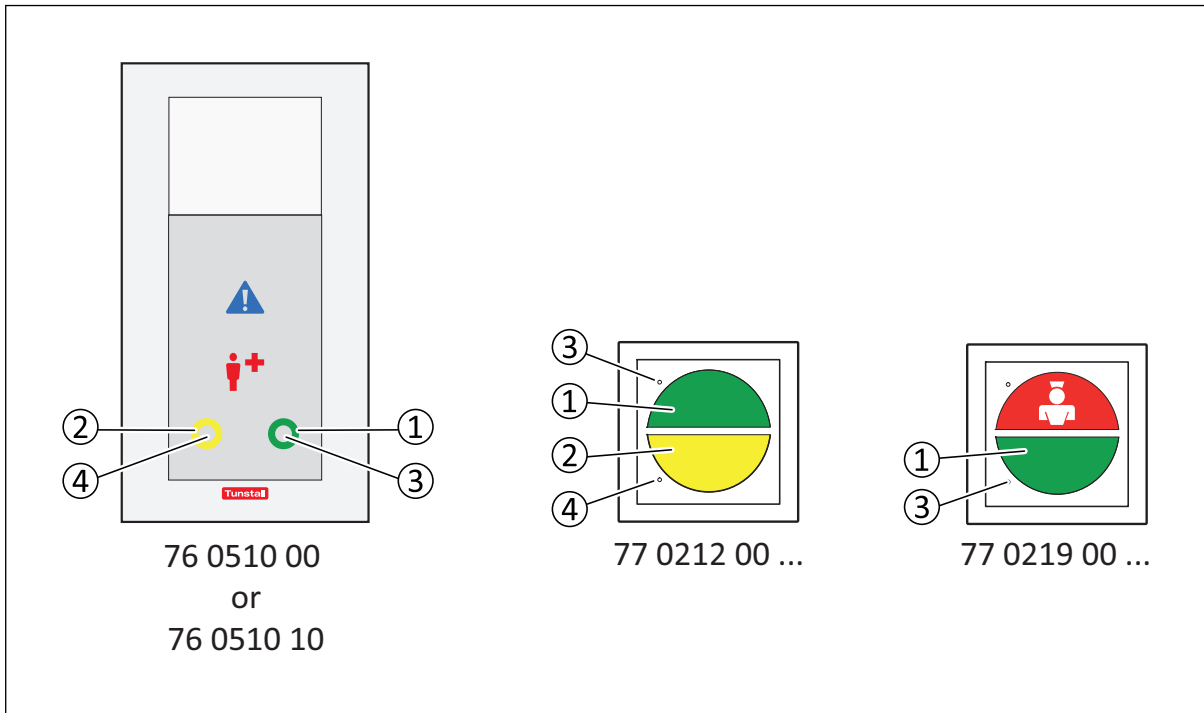 ②
④
①
③
Tunstall
76 0510 00
or
76 0510 10
③
①
②
④
77 0212 00 ...
①
③
77 0219 00 ...